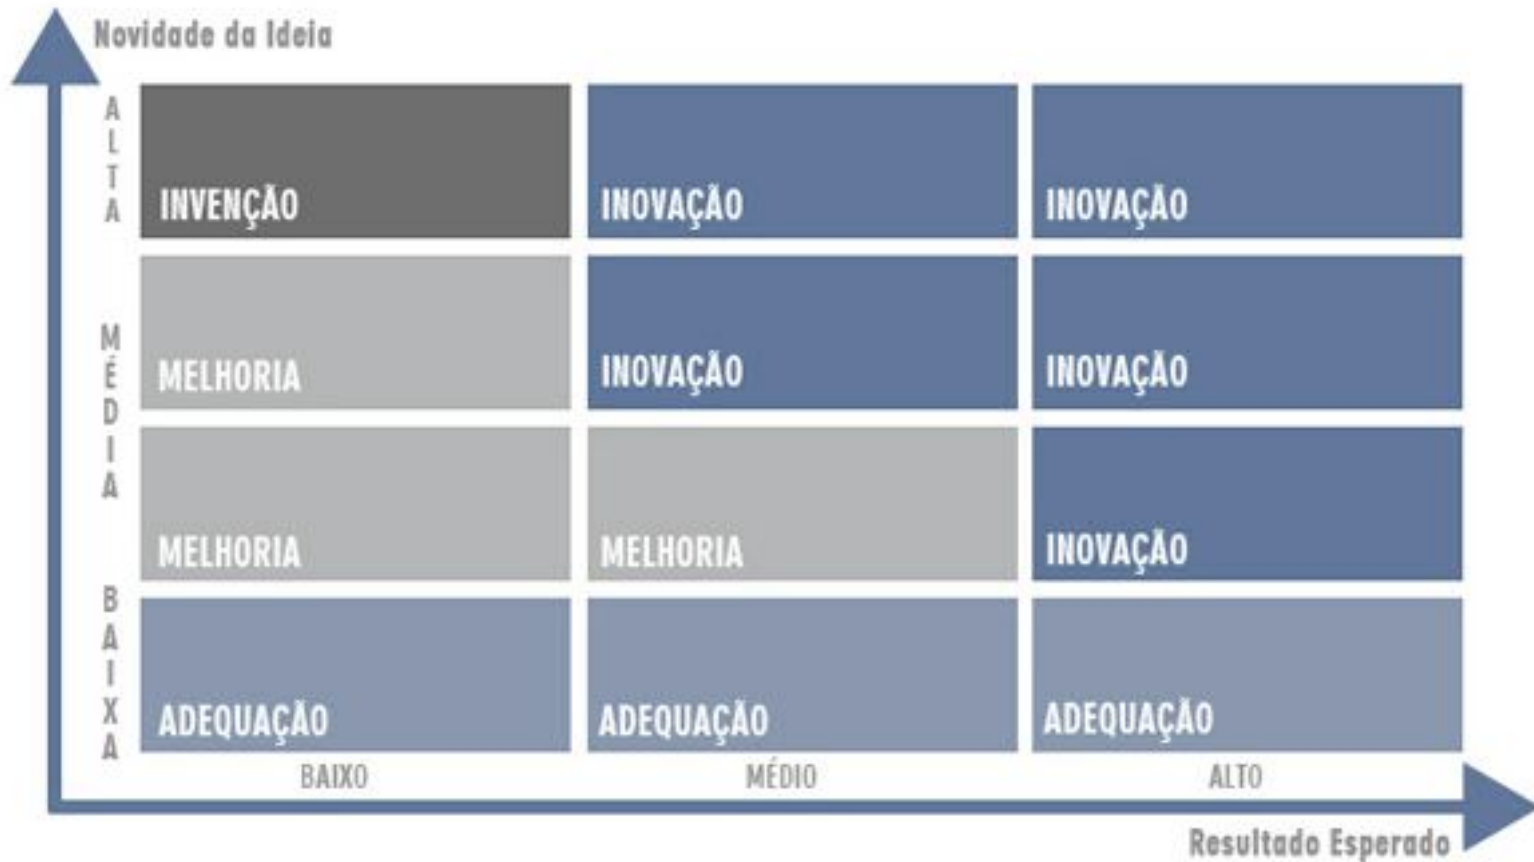 Novidade da Ideia
ALTA
INVENÇÃO
INOVAÇÃO
INOVAÇÃO
MÉDIA
MELHORIA
INOVAÇÃO
INOVAÇÃO
MELHORIA
MELHORIA
INOVAÇÃO
BAIXA
ADEQUAÇÃO
ADEQUAÇÃO
ADEQUAÇÃO
BAIXO
MÉDIO
ALTO
Resultado Esperado